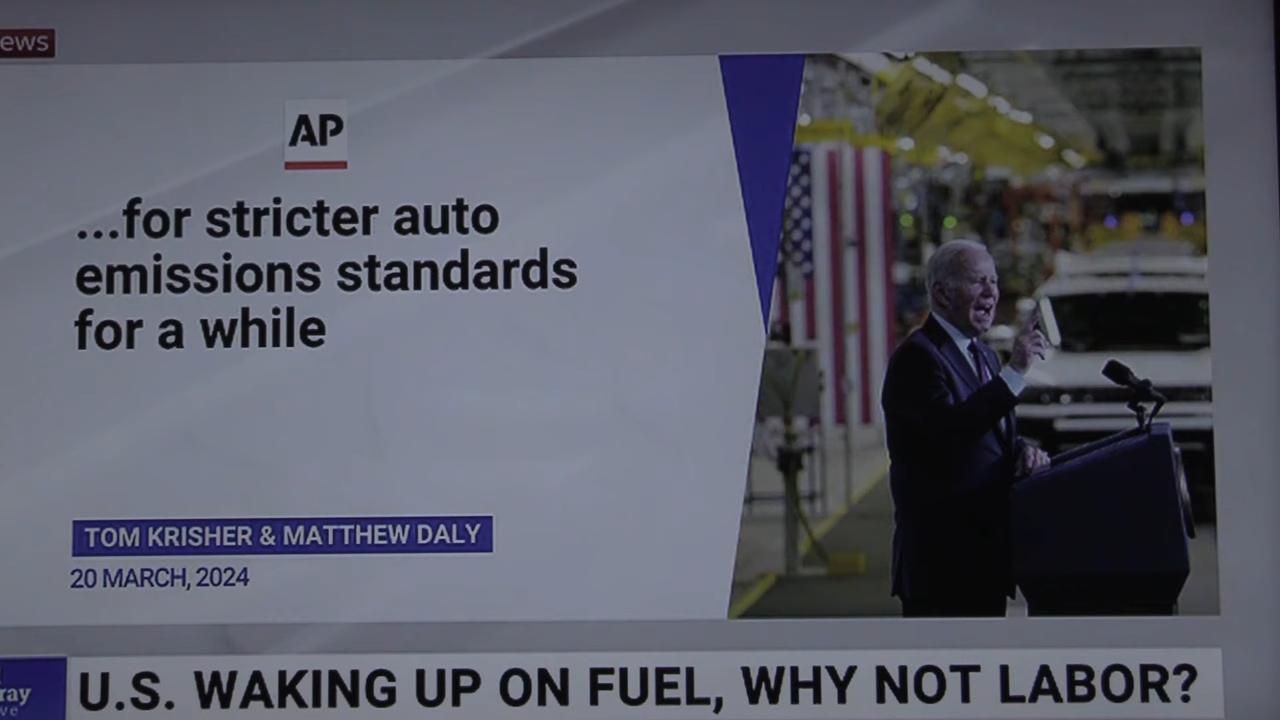 ews
AP
...for stricter auto
emissions standards
for a while
TOM KRISHER & MATTHEW DALY
20 MARCH, 2024
ray
ve
U.S. WAKING UP ON FUEL, WHY NOT LABOR?